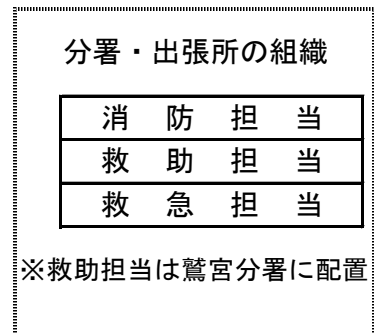 分署・出張所の組織
消防担当
救助担当
救急担当
※救助担当は鷲宮分署に配置